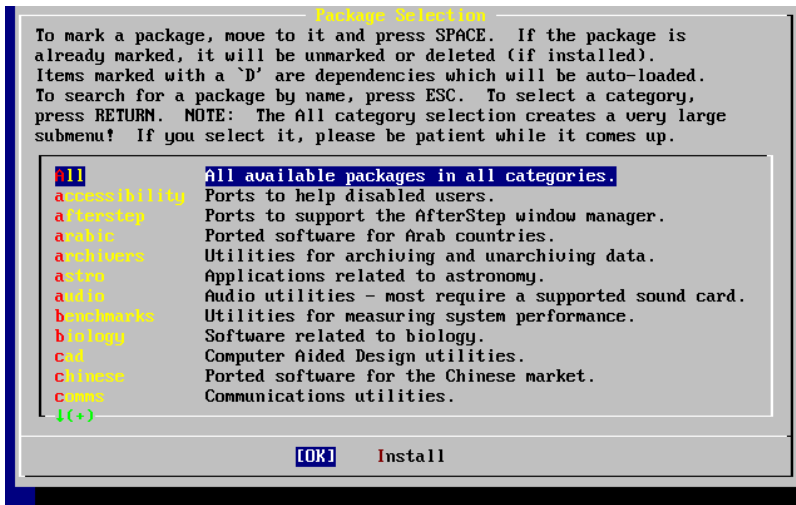 Package Selection
To mark a package, move to it and press SPACE.  If the package is
already marked, it will be unmarked or deleted (if installed).
Items marked with a `D' are dependencies which will be auto-loaded.
To search for a package by name, press ESC.  To select a category,
press RETURN.  NOTE:  The All category selection creates a very large
submenu!  If you select it, please be patient while it comes up.
All All available packages in all categories.
accessibility Ports to help disabled users.
afterstep Ports to support the AfterStep window manager.
arabic Ported software for Arab countries.
archivers Utilities for archiving and unarchiving data.
astro Applications related to astronomy.
audio Audio utilities - most require a supported sound card.
benchmarks Utilities for measuring system performance.
biology Software related to biology.
cad Computer Aided Design utilities.
chinese Ported software for the Chinese market.
comms Communications utilities.
↓(+)
[OK] Install